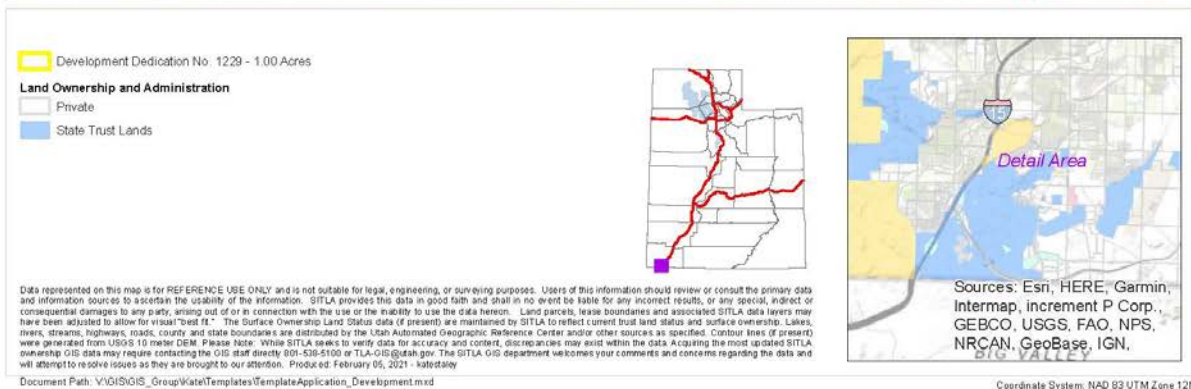 Development Dedication No. 1229 - 1.00 Acres
Land Ownership and Administration
Private
State Trust Lands
15
Detail Area
Sources: Esri, HERE, Garmin,
Intermap, increment P Corp.,
GEBCO, USGS, FAO, NPS,
NRCAN, GeoBase, IGN,
BIG VALLEY
Data represented on this map is for REFERENCE USE ONLY and is not suitable for legal, engineering, or surveying purposes. Users of this information should review or consult the primary data
and information sources to ascertain the usability of the information. SITLA provides this data in good faith and shall in no event be liable for any incorrect results, or any special, indirect or
consequential damages to any party, arising out of or in connection with the use or the inability to use the data hereon. Land parcels, lease boundaries and associated SITLA data layers may
have been adjusted to allow for visual "best fit." The Surface Ownership Land Status data (if present) are maintained by SITLA to reflect current trust land status and surface ownership. Lakes,
rivers, streams, highways, roads, county and state boundaries are distributed by the Utah Automated Geographic Reference Center and/or other sources as specified. Contour lines (if present)
were generated from USGS 10 meter DEM. Please Note: While SITLA seeks to verify data for accuracy and content, discrepancies may exist within the data. Acquiring the most updated SITLA
ownership GIS data may require contacting the GIS staff directly 801-538-5100 or TLA-GIS@utah.gov. The SITLA GIS department welcomes your comments and concerns regarding the data and
will attempt to resolve issues as they are brought to our attention. Produced: February 05, 2021 - katestaley
Document Path: V:\GIS\GIS_Group\Kate\Templates\TemplateApplication_Development.mxd
Coordinate System: NAD 83 UTM Zone 12N